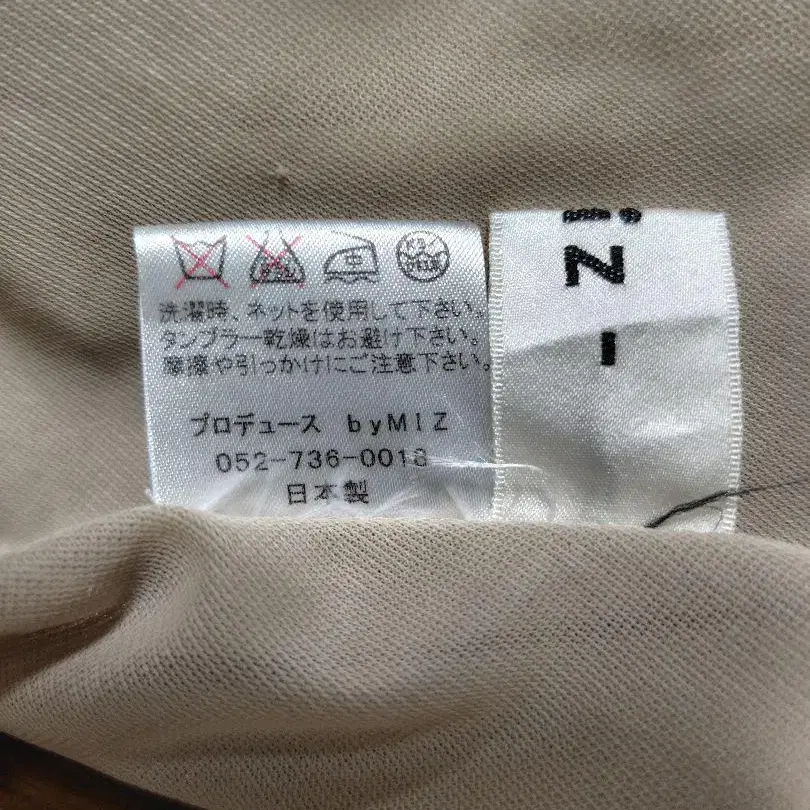 中
洗濯時、ネットを使用して下さい。
タンブラー乾燥はお避け下さい。
摩擦や引っかけにご注意下さい。
プロデュース byMIZ
052-736-0018
日本製
iZ -